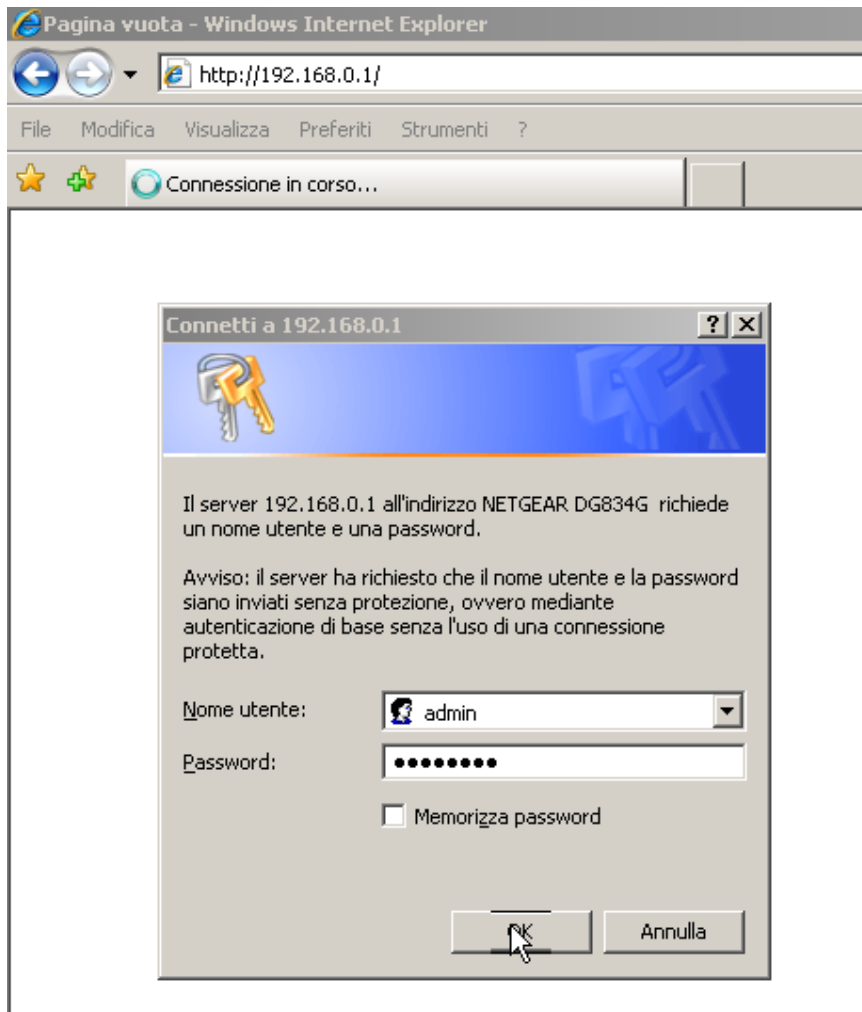 Pagina vuota - Windows Internet Explorer
http://192.168.0.1/
File Modifica Visualizza Preferiti Strumenti ?
Connessione in corso...
Connetti a 192.168.0.1
Il server 192.168.0.1 all'indirizzo NETGEAR DG834G richiede
un nome utente e una password.
Avviso: il server ha richiesto che il nome utente e la password
siano inviati senza protezione, ovvero mediante
autenticazione di base senza l'uso di una connessione
protetta.
Nome utente: admin
Password: ●●●●●●●●
Memorizza password
OK Annulla